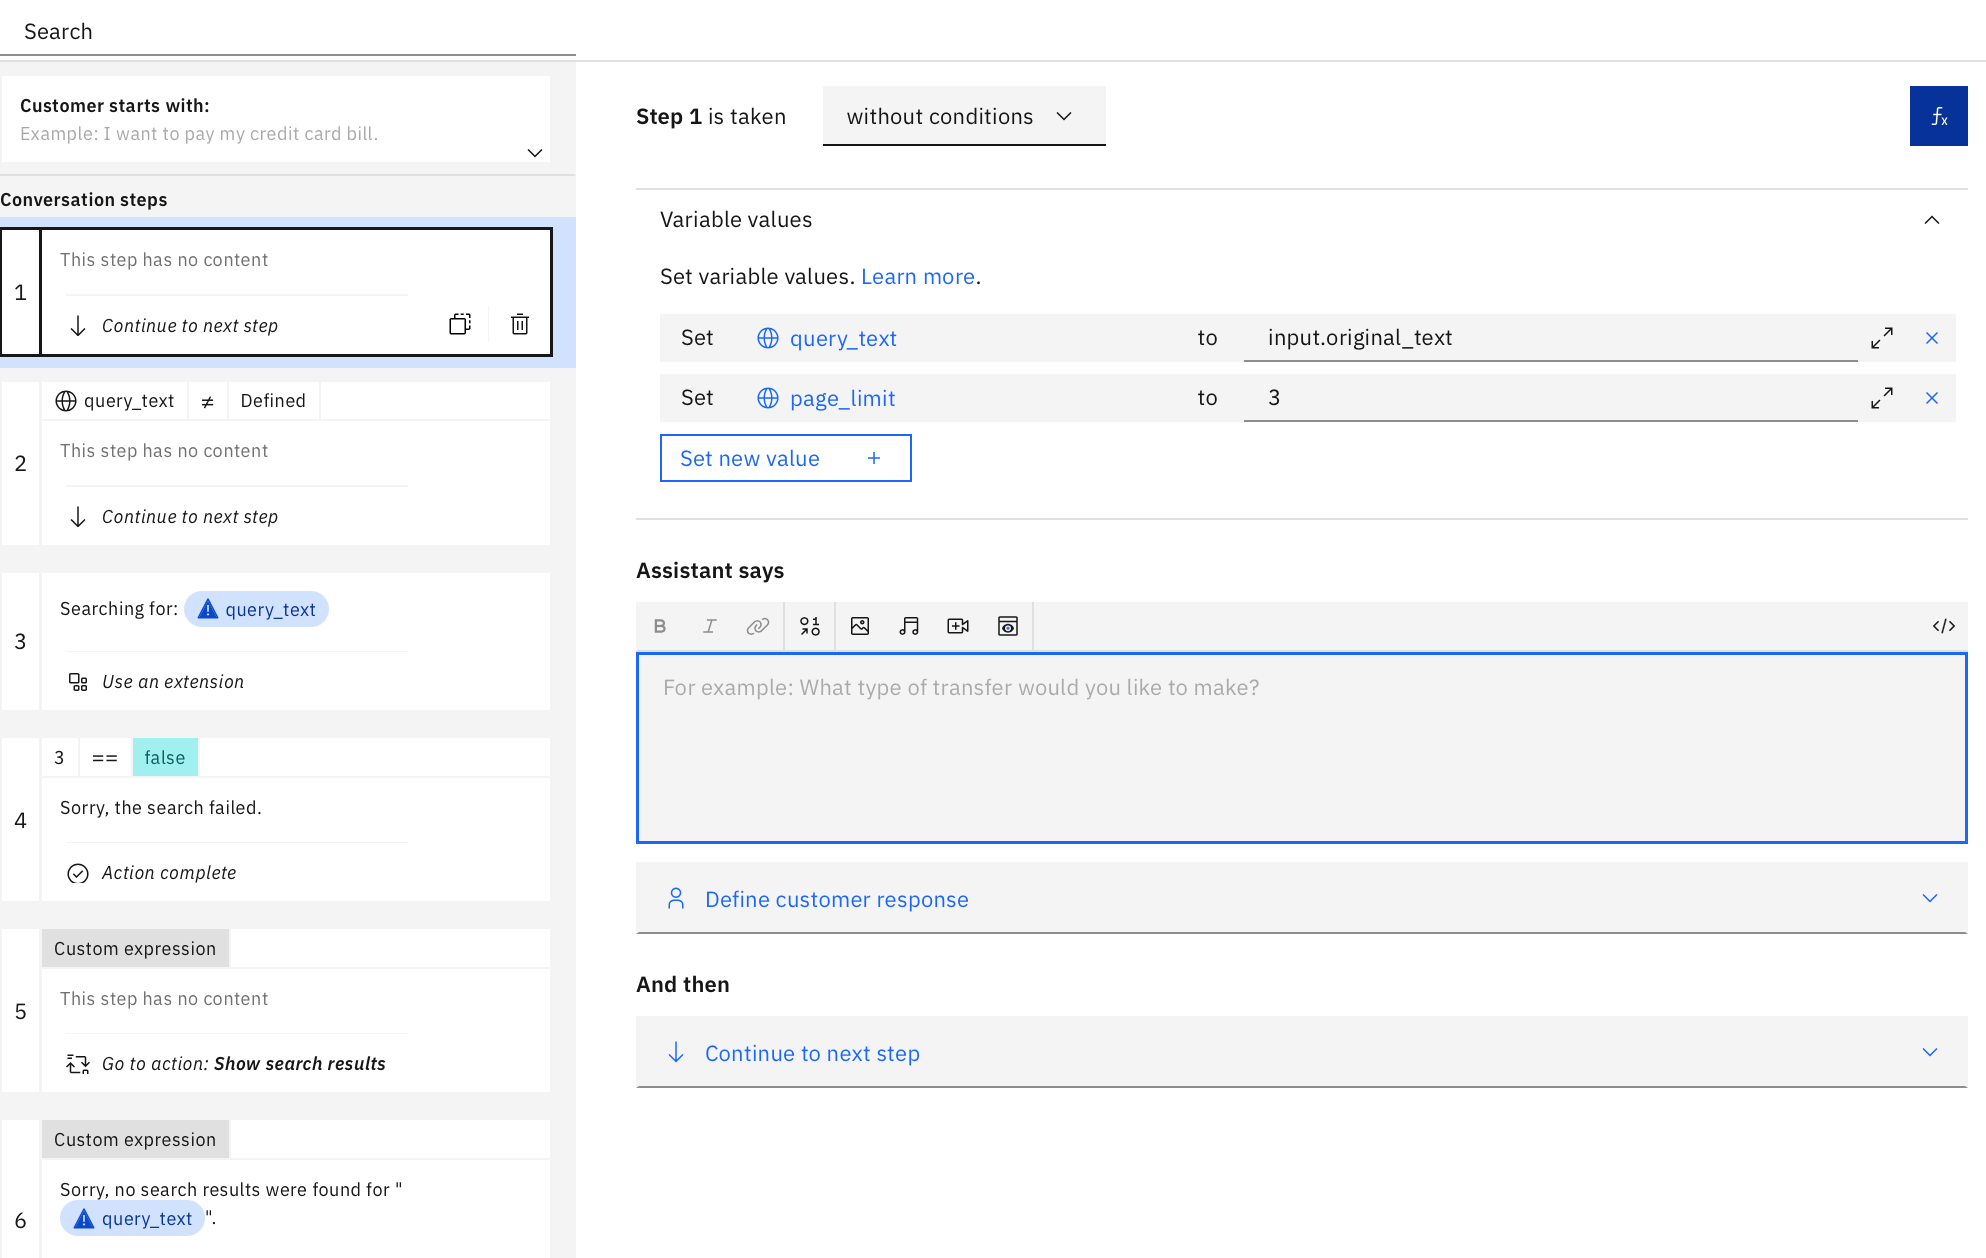 Search
Customer starts with:
Example: I want to pay my credit card bill.
Conversation steps
1
This step has no content
Continue to next step
2
query_text ≠ Defined
This step has no content
Continue to next step
3
Searching for: query_text
Use an extension
4
3 == false
Sorry, the search failed.
Action complete
5
Custom expression
This step has no content
Go to action: Show search results
6
Custom expression
Sorry, no search results were found for "
query_text ".
Step 1 is taken without conditions
fx
Variable values
Set variable values. Learn more.
Set query_text to input.original_text
Set page_limit to 3
Set new value +
Assistant says
B I </>
For example: What type of transfer would you like to make?
Define customer response
And then
Continue to next step